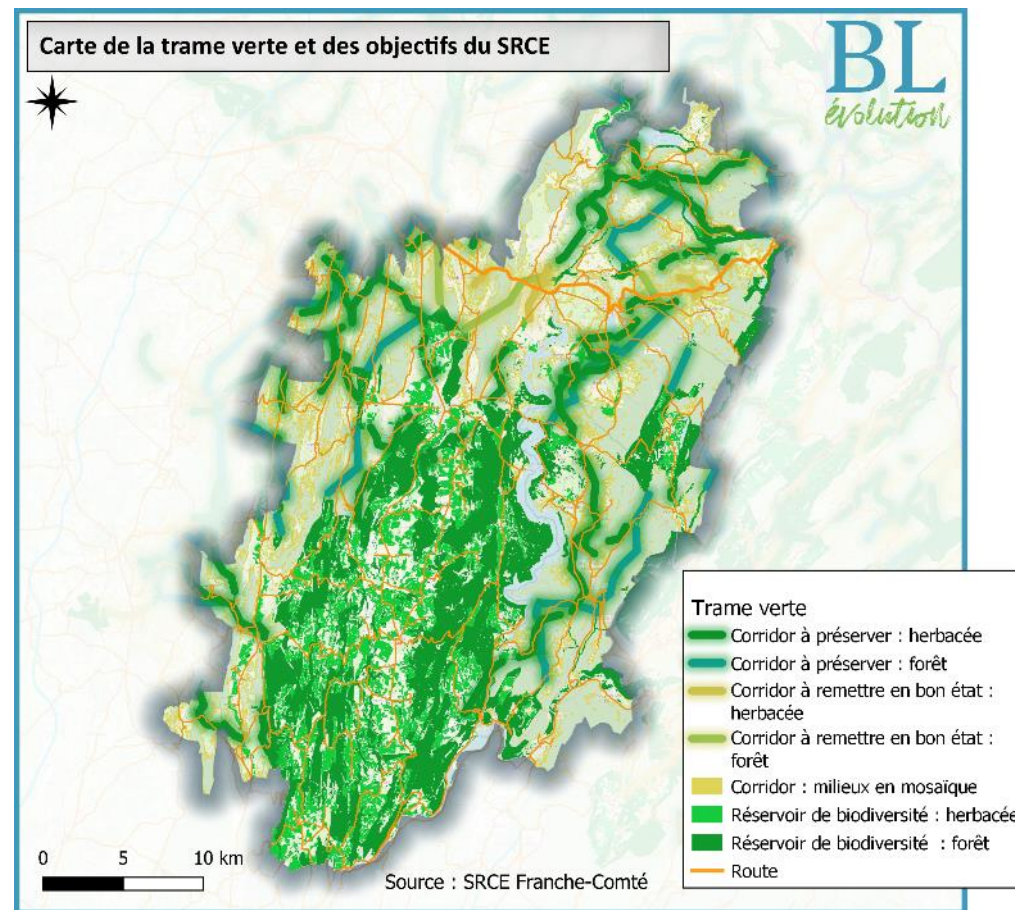 Carte de la trame verte et des objectifs du SRCE
BL
évolution
Trame verte
Corridor à préserver : herbacée
Corridor à préserver : forêt
Corridor à remettre en bon état :
herbacée
Corridor à remettre en bon état :
forêt
Corridor : milieux en mosaïque
Réservoir de biodiversité : herbacée
Réservoir de biodiversité : forêt
Route
0 5 10 km
Source : SRCE Franche-Comté